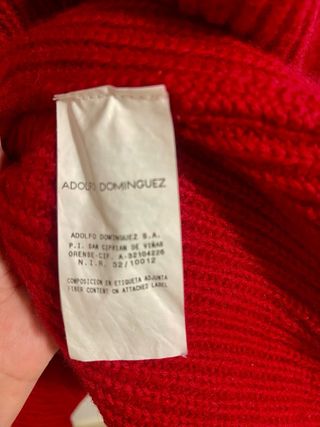 ADOLFO DOMINGUEZ
ADOLFO DOMINGUEZ S.A.
P.I. SAN CIPRIAN DE VIÑAS
ORENSE-CIF. A-32104226
N.I.R. 32/10012
COMPOSICION EN ETIQUETA ADJUNTA
FIBER CONTENT ON ATTACHED LABEL